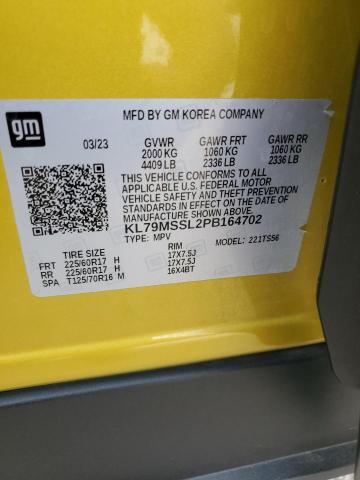 gm
MFD BY GM KOREA COMPANY
03/23 GVWR GAWR FRT GAWR RR
2000 KG 1060 KG 1060 KG
4409 LB 2336 LB 2336 LB
THIS VEHICLE CONFORMS TO ALL
APPLICABLE U.S. FEDERAL MOTOR
VEHICLE SAFETY AND THEFT PREVENTION
STANDARDS IN EFFECT ON THE DATE
OF MANUFACTURE SHOWN ABOVE.
KL79MSSL2PB164702
TYPE: MPV MODEL: 221TS56
TIRE SIZE RIM
FRT 225/60R17 H 17X7.5J
RR 225/60R17 H 17X7.5J
SPA T125/70R16 M 16X4BT